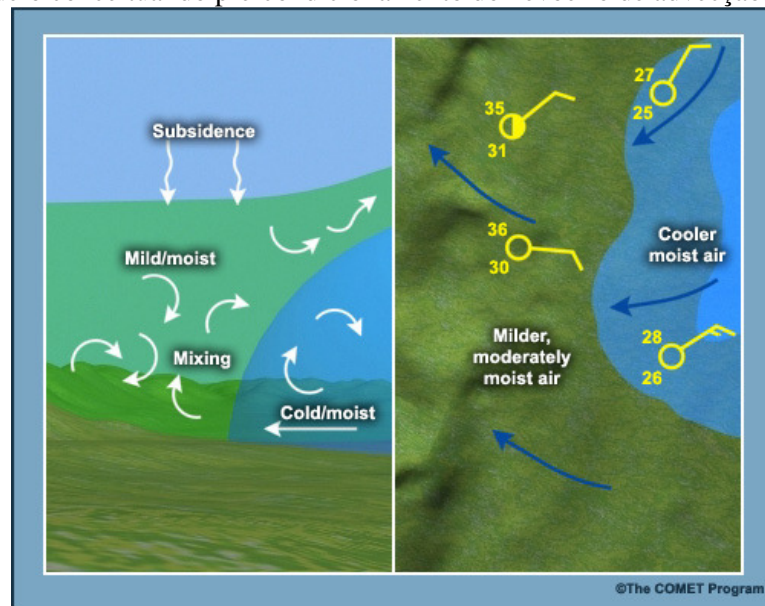 Subsidence
Mild/moist
Mixing
Cold/moist
35
31
27
25
36
30
Cooler
moist air
28
26
Milder,
moderately
moist air
©The COMET Program